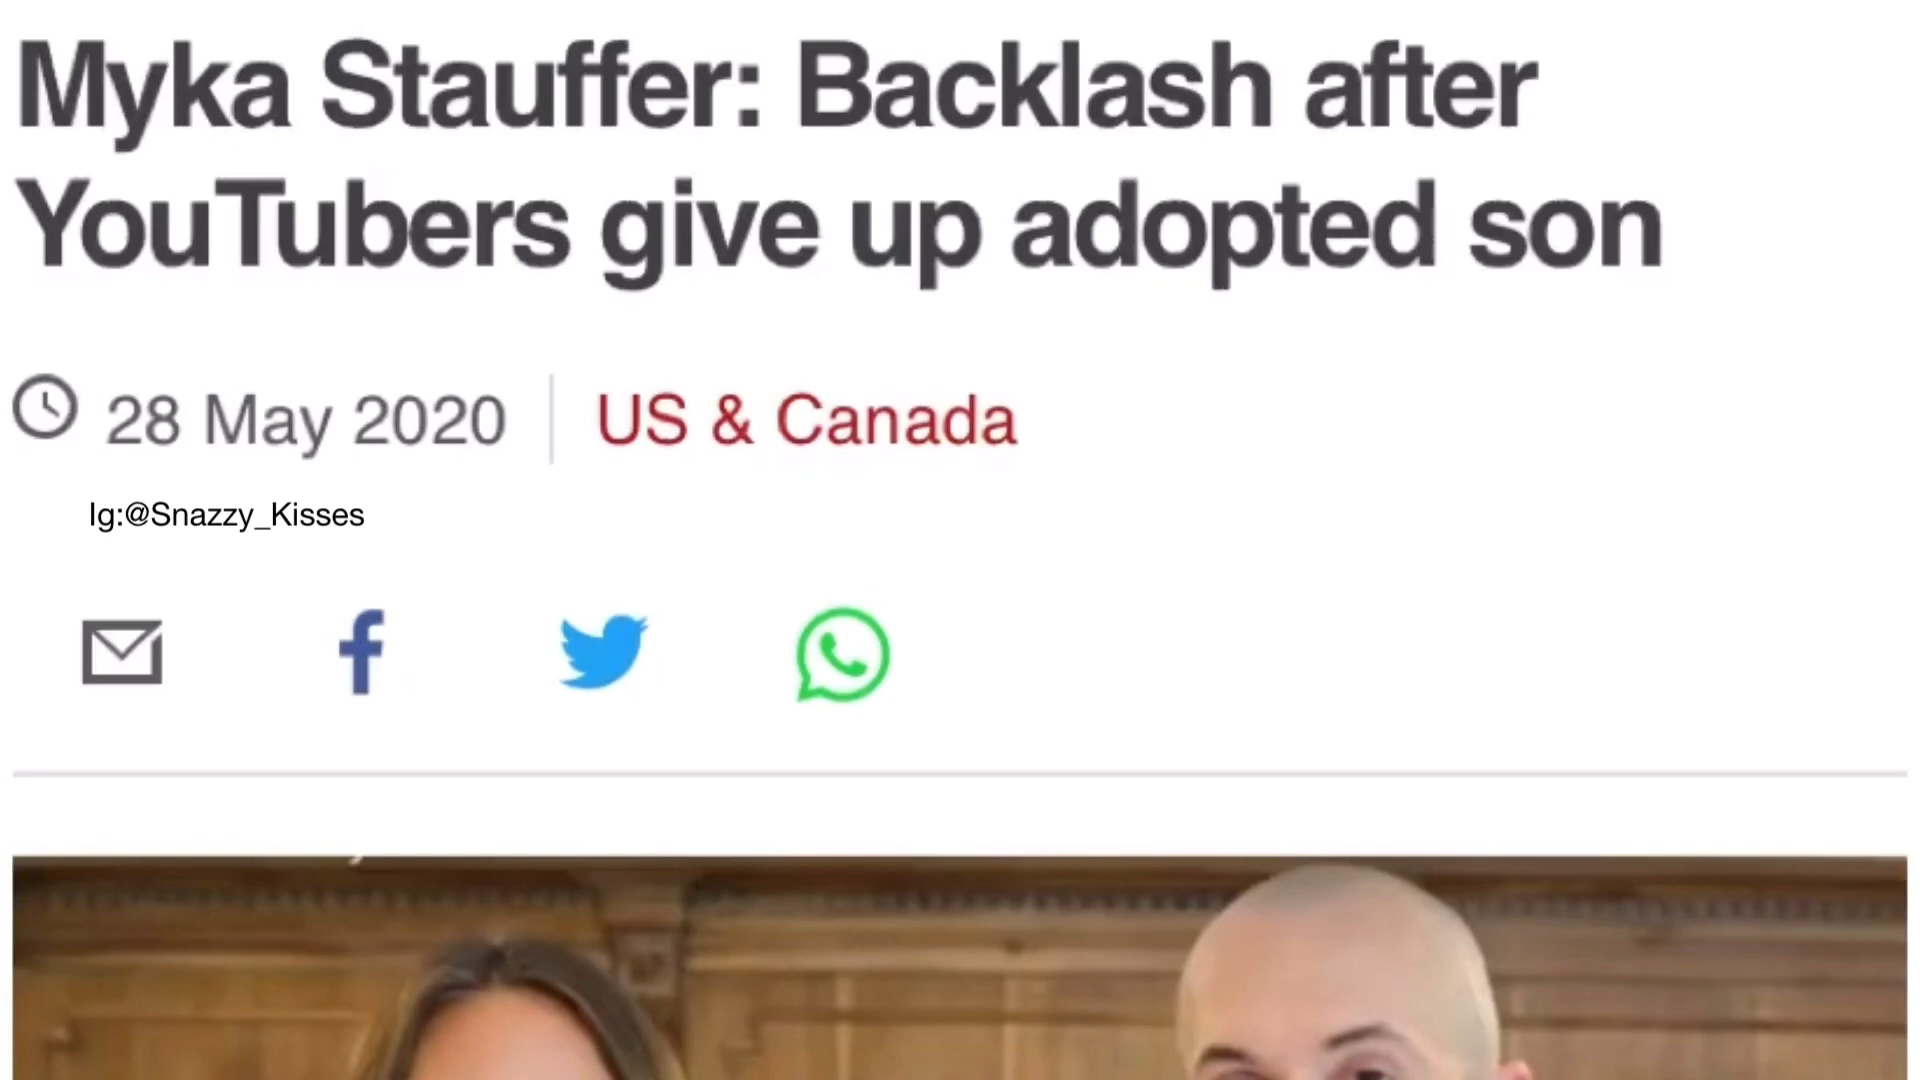 Myka Stauffer: Backlash after
YouTubers give up adopted son
28 May 2020
US & Canada
Ig:@Snazzy_Kisses